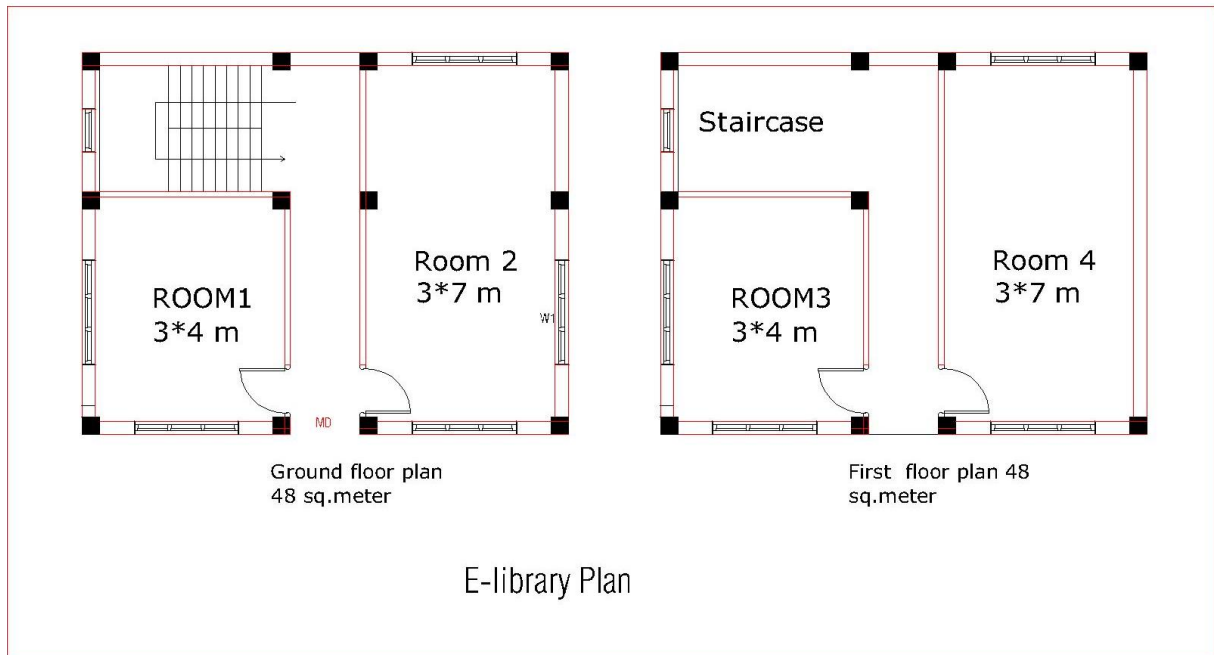 ROOM1
3*4 m
Room 2
3*7 m
W1
MD
Ground floor plan
48 sq.meter
Staircase
ROOM3
3*4 m
Room 4
3*7 m
First floor plan 48
sq.meter
E-library Plan